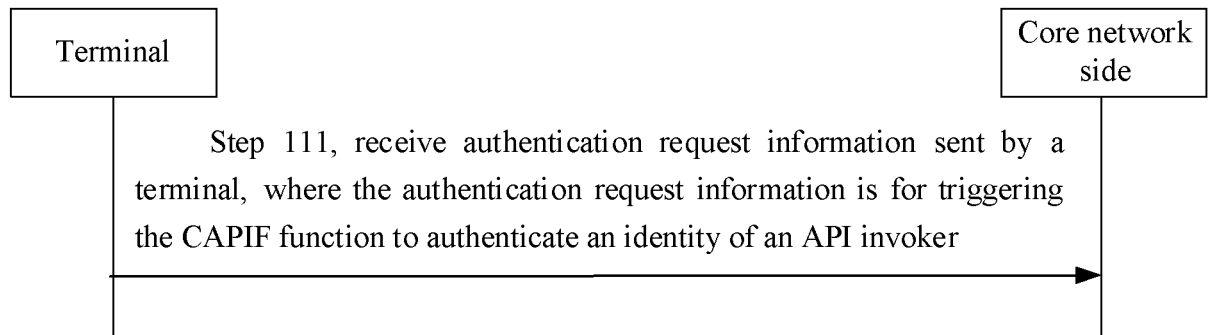 Terminal
Core network
side
Step 111, receive authentication request information sent by a
terminal, where the authentication request information is for triggering
the CAPIF function to authenticate an identity of an API invoker